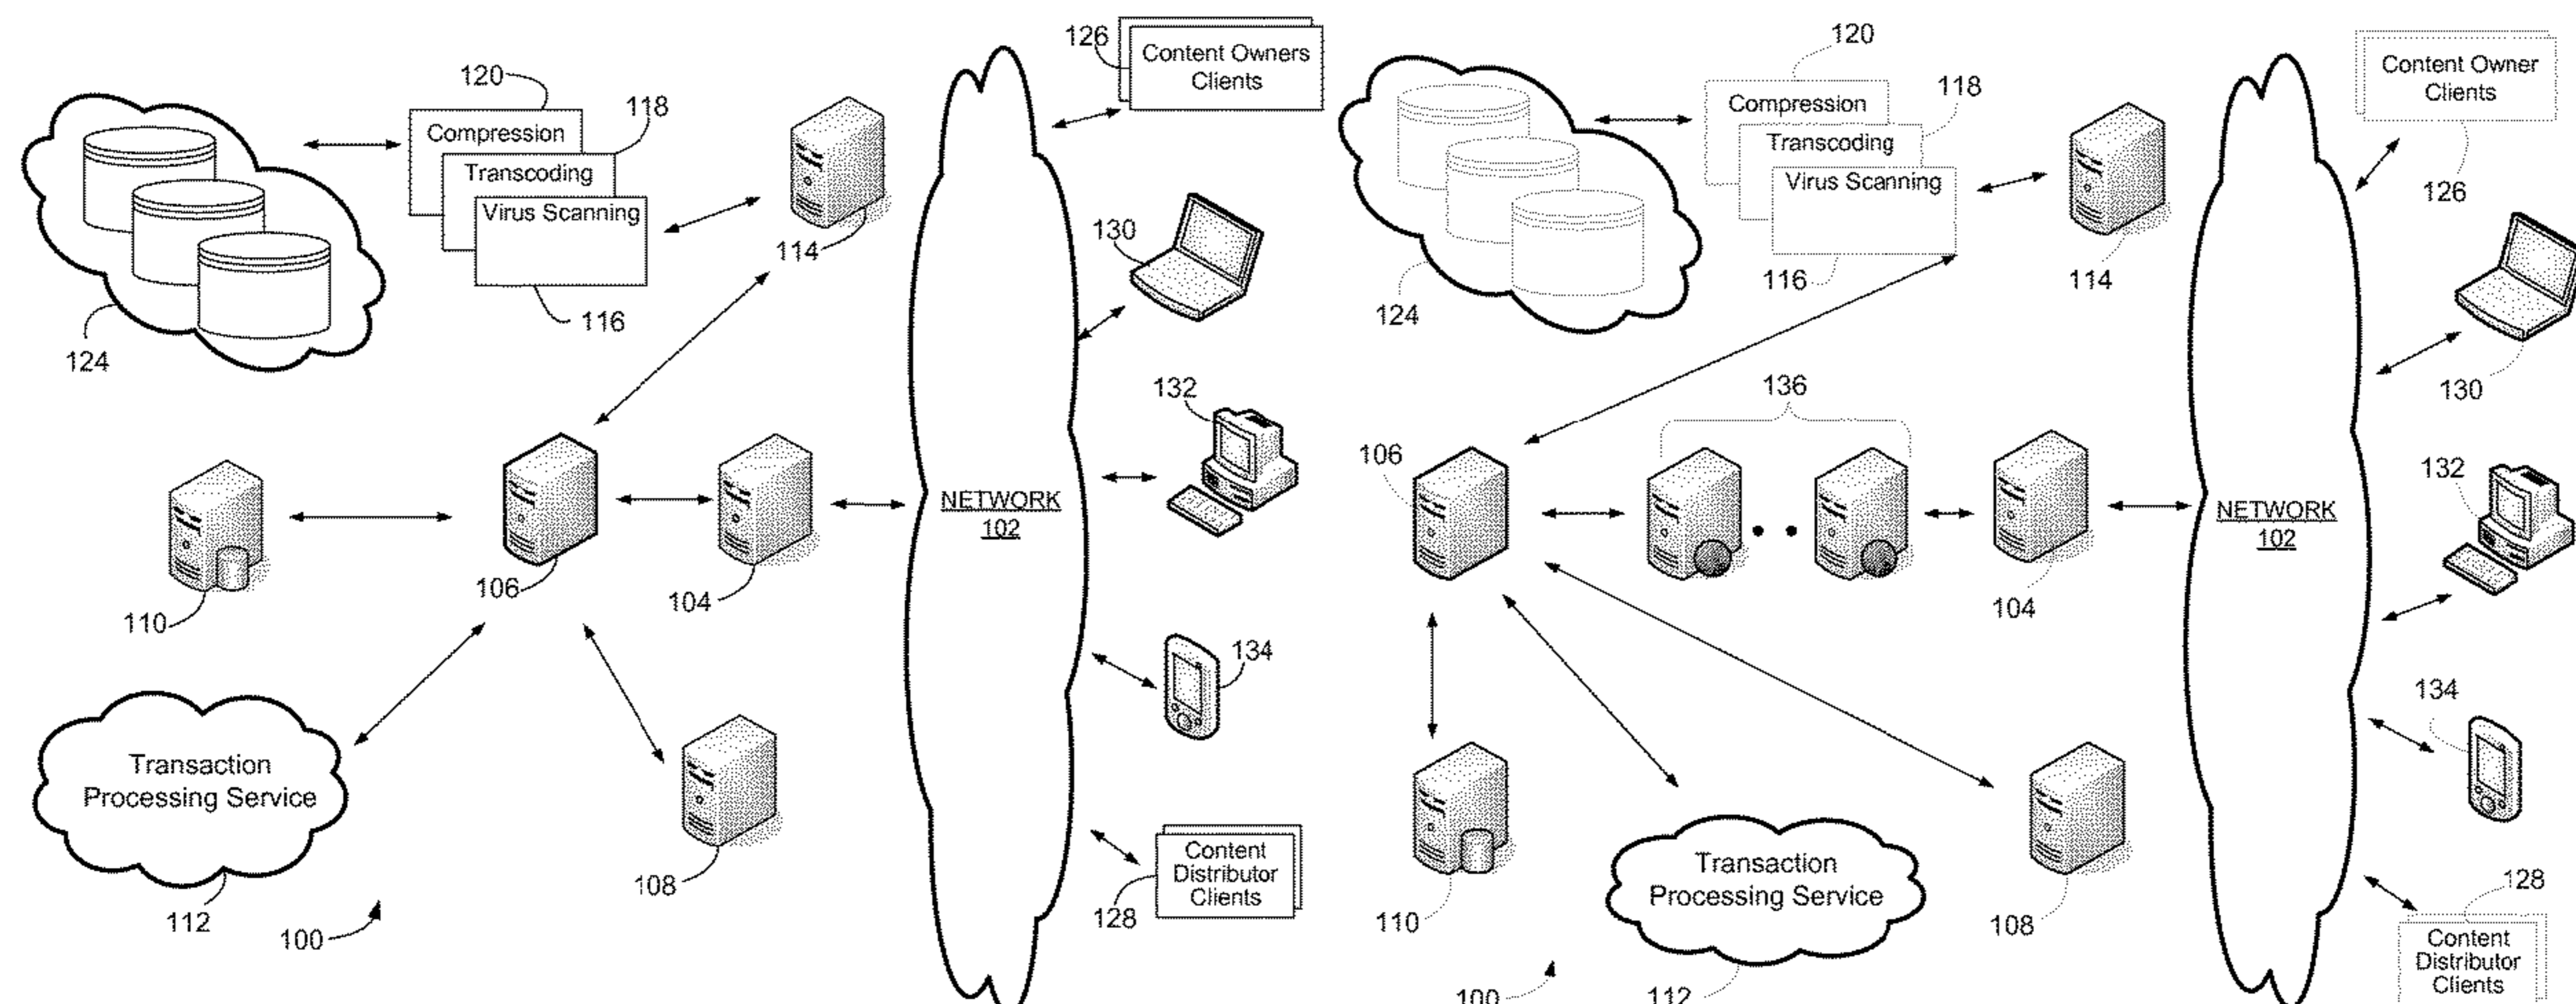 126
Content Owners
Clients
120
118
Compression
Transcoding
Virus Scanning
114
116
124
130
132
NETWORK
102
106
104
110
134
Transaction
Processing Service
108
112
100
Content
Distributor
Clients
128
120
118
Compression
Transcoding
Virus Scanning
116
124
114
Content Owner
Clients
126
130
136
106
132
NETWORK
102
104
134
110
Transaction
Processing Service
108
128
Content
Distributor
Clients
100
112